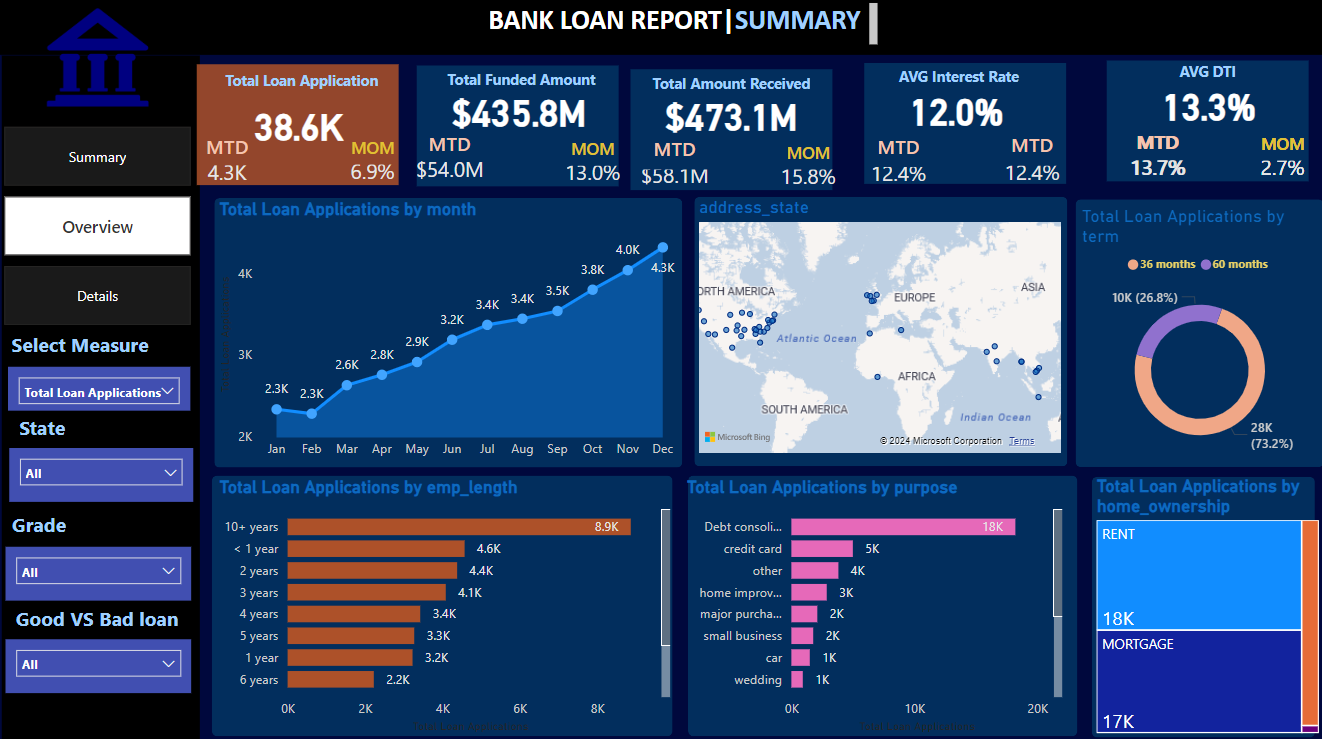 BANK LOAN REPORT|SUMMARY
Total Loan Application
38.6K
MTD MOM
4.3K 6.9%
Total Funded Amount
$435.8M
MTD MOM
$54.0M 13.0%
Total Amount Received
$473.1M
MTD MOM
$58.1M 15.8%
AVG Interest Rate
12.0%
MTD MTD
12.4% 12.4%
AVG DTI
13.3%
MTD MOM
13.7% 2.7%
Summary
Overview
Details
Select Measure
Total Loan Applications
State
All
Grade
All
Good VS Bad loan
All
Total Loan Applications by month
4K
3K
2K
2.3K 2.3K 2.6K 2.8K 2.9K 3.2K 3.4K 3.4K 3.5K 3.8K 4.0K 4.3K
Jan Feb Mar Apr May Jun Jul Aug Sep Oct Nov Dec
address_state
ORTH AMERICA
EUROPE
ASIA
Atlantic Ocean
AFRICA
SOUTH AMERICA
Indian Ocean
Microsoft Bing
© 2024 Microsoft Corporation Terms
Total Loan Applications by
term
36 months 60 months
10K (26.8%)
28K
(73.2%)
Total Loan Applications by emp_length
10+ years 8.9K
< 1 year 4.6K
2 years 4.4K
3 years 4.1K
4 years 3.4K
5 years 3.3K
1 year 3.2K
6 years 2.2K
0K 2K 4K 6K 8K
Total Loan Applications by purpose
Debt consoli... 18K
credit card 5K
other 4K
home improv... 3K
major purcha... 2K
small business 2K
car 1K
wedding 1K
0K 10K 20K
Total Loan Applications by
home_ownership
RENT
18K
MORTGAGE
17K